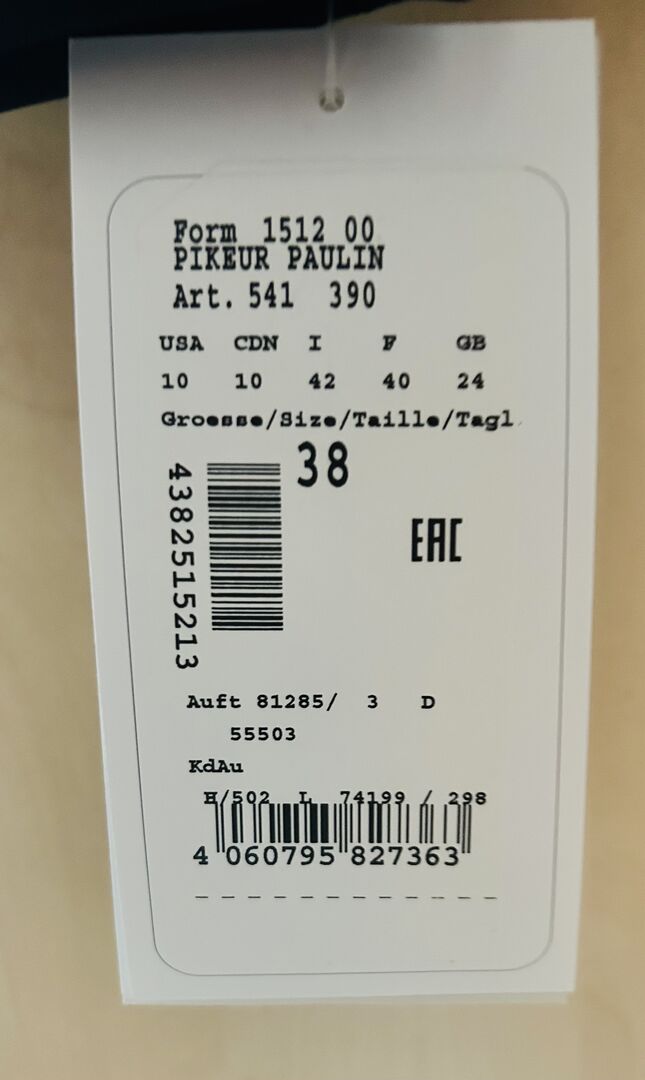 Form 1512 00
PIKEUR PAULIN
Art. 541 390
USA CDN I F GB
10 10 42 40 24
Groesse/Size/Taille/Tagl.
38
4382515213
EAC
Auft 81285/ 3 D
55503
KdAu
H/502 L 74199 / 298
4 060795 827363